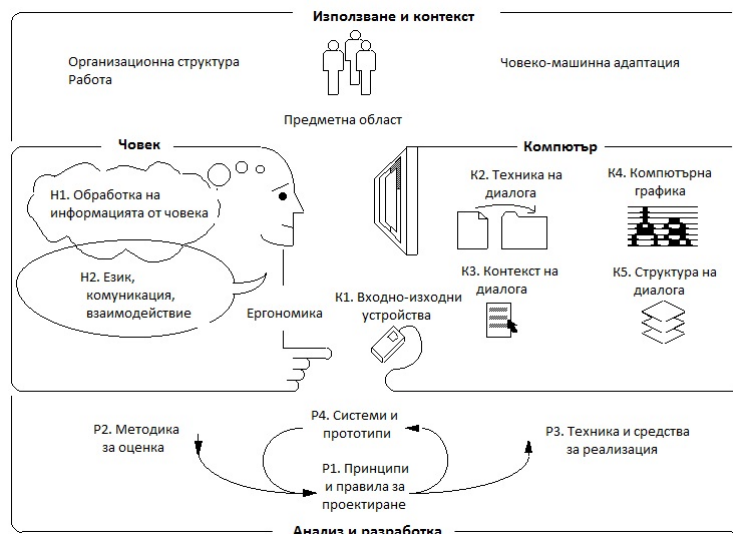 Използване и контекст
Организационна структура
Работа
Човеко-машинна адаптация
Предметна област
Човек
Компютър
Н1. Обработка на
информацията от човека
Н2. Език,
комуникация,
взаимодействие
Ергономика
К1. Входно-изходни
устройства
К2. Техника на
диалога
К3. Контекст на
диалога
К4. Компютърна
графика
К5. Структура на
диалога
Р2. Методика
за оценка
Р4. Системи и
прототипи
Р1. Принципи
и правила за
проектиране
Р3. Техника и средства
за реализация
Анализ и разработка